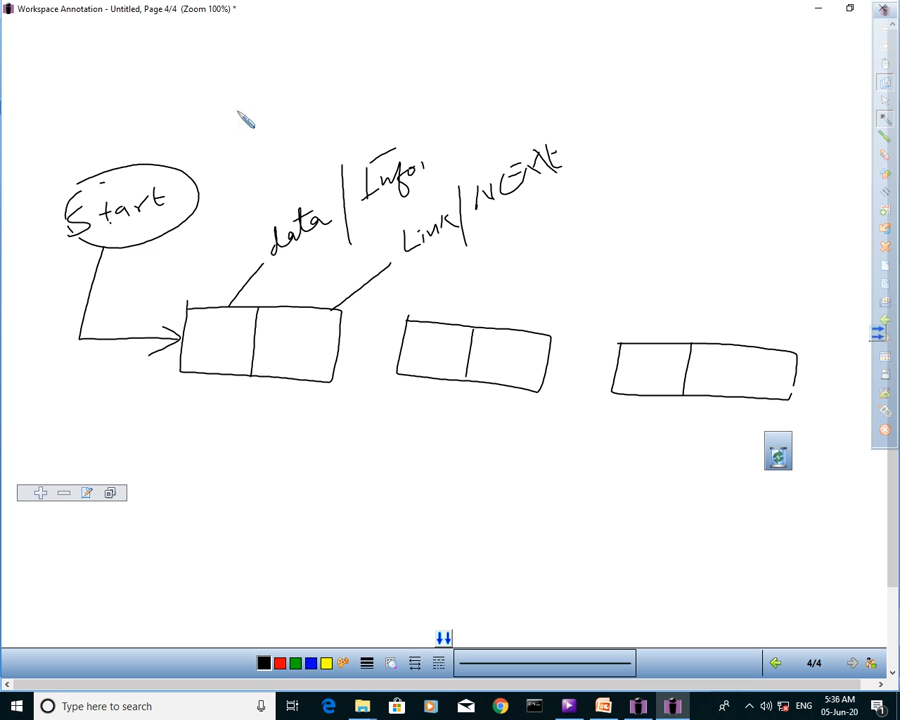 Workspace Annotation - Untitled, Page 4/4 (Zoom 100%) *
Start
data / Info.
Link / NEXt
4/4
Type here to search
ENG
5:36 AM
05-Jun-20
1